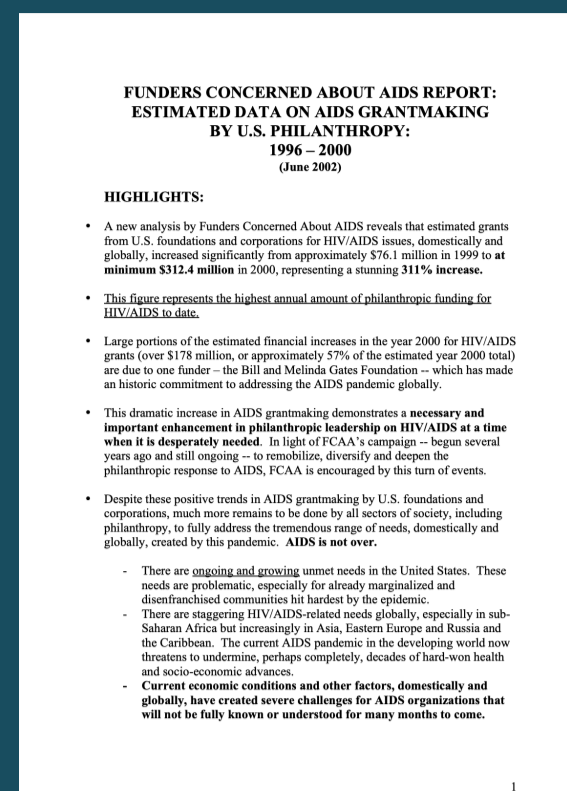 FUNDERS CONCERNED ABOUT AIDS REPORT:
ESTIMATED DATA ON AIDS GRANTMAKING
BY U.S. PHILANTHROPY:
1996 – 2000
(June 2002)
HIGHLIGHTS:
• A new analysis by Funders Concerned About AIDS reveals that estimated grants
from U.S. foundations and corporations for HIV/AIDS issues, domestically and
globally, increased significantly from approximately $76.1 million in 1999 to at
minimum $312.4 million in 2000, representing a stunning 311% increase.
• This figure represents the highest annual amount of philanthropic funding for
HIV/AIDS to date.
• Large portions of the estimated financial increases in the year 2000 for HIV/AIDS
grants (over $178 million, or approximately 57% of the estimated year 2000 total)
are due to one funder – the Bill and Melinda Gates Foundation -- which has made
an historic commitment to addressing the AIDS pandemic globally.
• This dramatic increase in AIDS grantmaking demonstrates a necessary and
important enhancement in philanthropic leadership on HIV/AIDS at a time
when it is desperately needed. In light of FCAA's campaign -- begun several
years ago and still ongoing -- to remobilize, diversify and deepen the
philanthropic response to AIDS, FCAA is encouraged by this turn of events.
• Despite these positive trends in AIDS grantmaking by U.S. foundations and
corporations, much more remains to be done by all sectors of society, including
philanthropy, to fully address the tremendous range of needs, domestically and
globally, created by this pandemic. AIDS is not over.
- There are ongoing and growing unmet needs in the United States. These
needs are problematic, especially for already marginalized and
disenfranchised communities hit hardest by the epidemic.
- There are staggering HIV/AIDS-related needs globally, especially in sub-
Saharan Africa but increasingly in Asia, Eastern Europe and Russia and
the Caribbean. The current AIDS pandemic in the developing world now
threatens to undermine, perhaps completely, decades of hard-won health
and socio-economic advances.
- Current economic conditions and other factors, domestically and
globally, have created severe challenges for AIDS organizations that
will not be fully known or understood for many months to come.
1